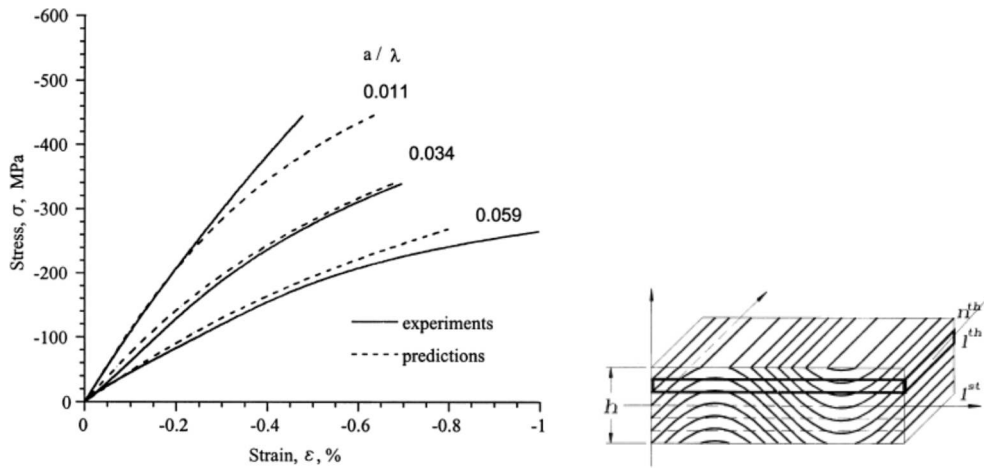 -600
-500
-400
-300
-200
-100
0
Stress, σ, MPa
a / λ
0.011
0.034
0.059
experiments
predictions
0 -0.2 -0.4 -0.6 -0.8 -1
Strain, ε, %
n^th
l^th
1^st
h